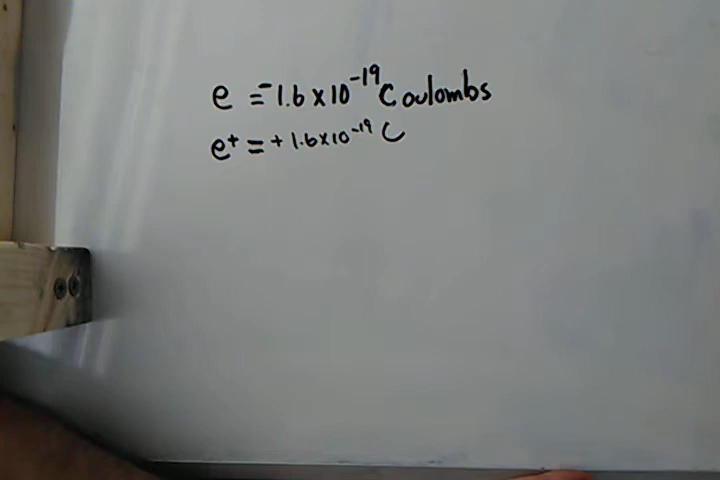 e = -1.6 x 10^-19 Coulombs
e+ = + 1.6x10^-19 C